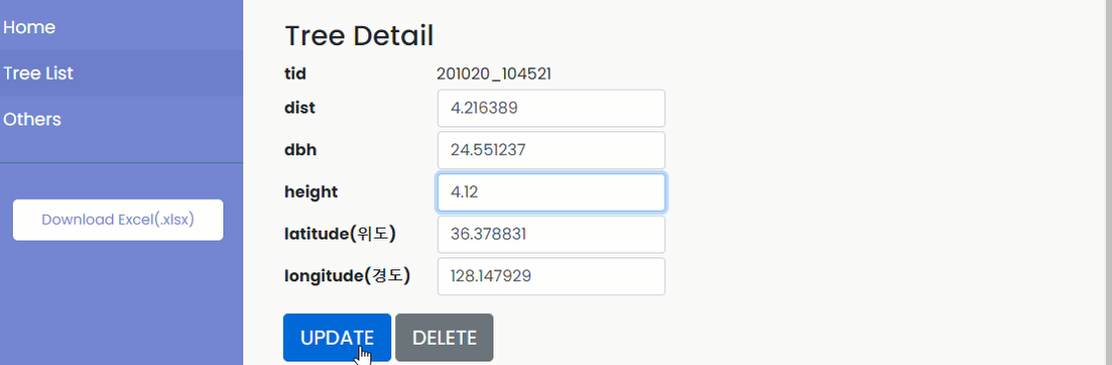 Home
Tree List
Others
Download Excel(.xlsx)
Tree Detail
tid 201020_104521
dist 4.216389
dbh 24.551237
height 4.12
latitude(위도) 36.378831
longitude(경도) 128.147929
UPDATE DELETE